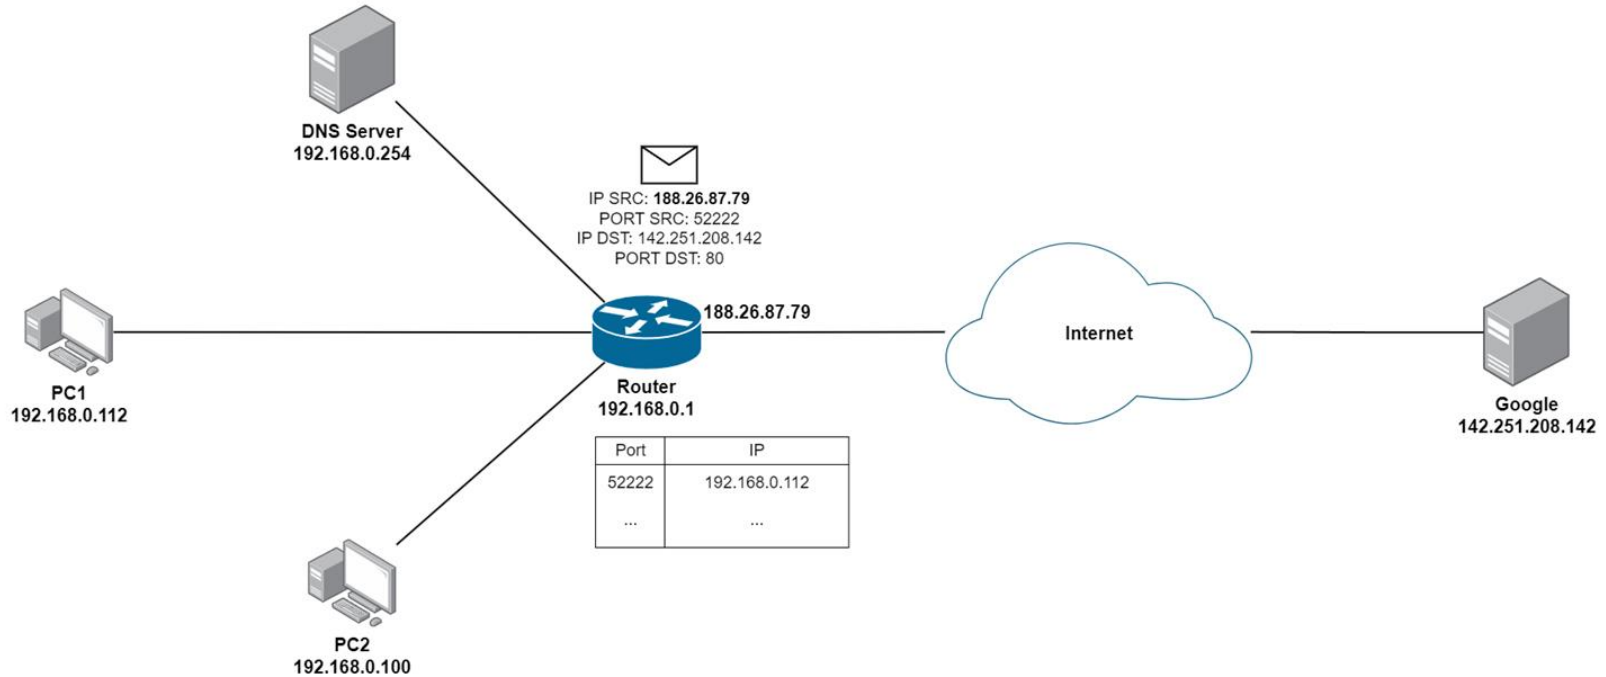 DNS Server
192.168.0.254
IP SRC: 188.26.87.79
PORT SRC: 52222
IP DST: 142.251.208.142
PORT DST: 80
188.26.87.79
Internet
PC1
192.168.0.112
Router
192.168.0.1
Google
142.251.208.142
Port IP
52222 192.168.0.112
... ...
PC2
192.168.0.100